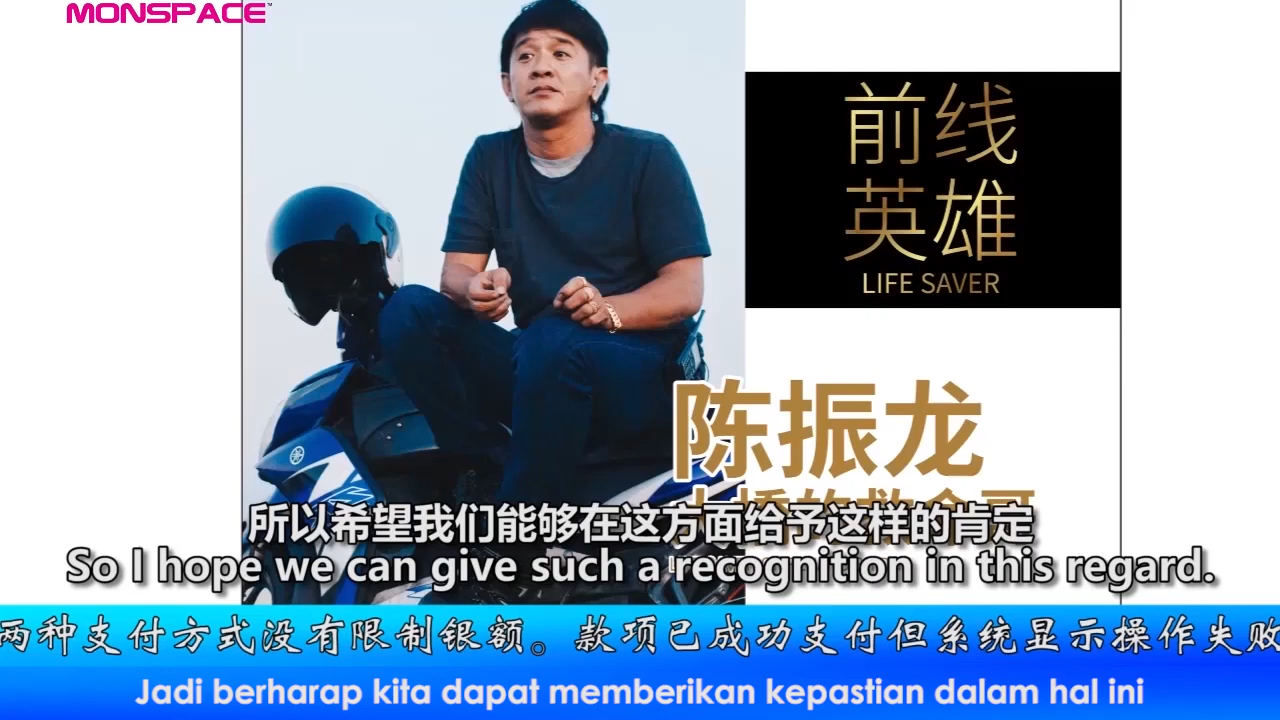 MONSPACE
前线
英雄
LIFE SAVER
陈振龙
所以希望我们能够在这方面给予这样的肯定
So I hope we can give such a recognition in this regard.
两种支付方式没有限制银额。款项已成功支付但系统显示操作失败
Jadi berharap kita dapat memberikan kepastian dalam hal ini